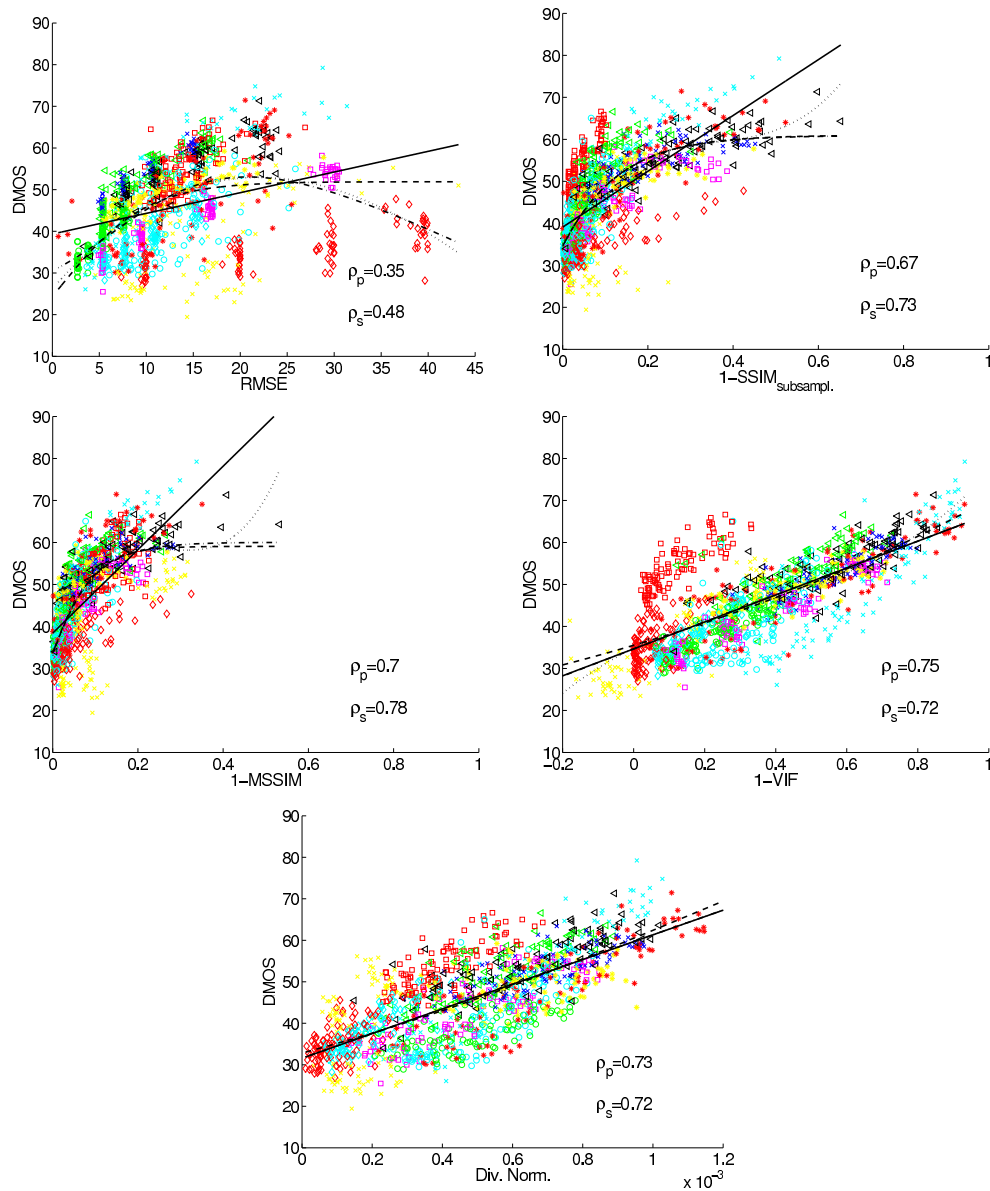 90
80
70
60
50
40
30
20
10
DMOS
0 5 10 15 20 25 30 35 40 45
RMSE
ρp=0.35
ρs=0.48
90
80
70
60
50
40
30
20
10
DMOS
0 0.2 0.4 0.6 0.8 1
1−SSIMsubsampl.
ρp=0.67
ρs=0.73
90
80
70
60
50
40
30
20
10
DMOS
0 0.2 0.4 0.6 0.8 1
1−MSSIM
ρp=0.7
ρs=0.78
90
80
70
60
50
40
30
20
10
DMOS
−0.2 0 0.2 0.4 0.6 0.8 1
1−VIF
ρp=0.75
ρs=0.72
90
80
70
60
50
40
30
20
10
DMOS
0 0.2 0.4 0.6 0.8 1 1.2
Div. Norm.
x 10−3
ρp=0.73
ρs=0.72